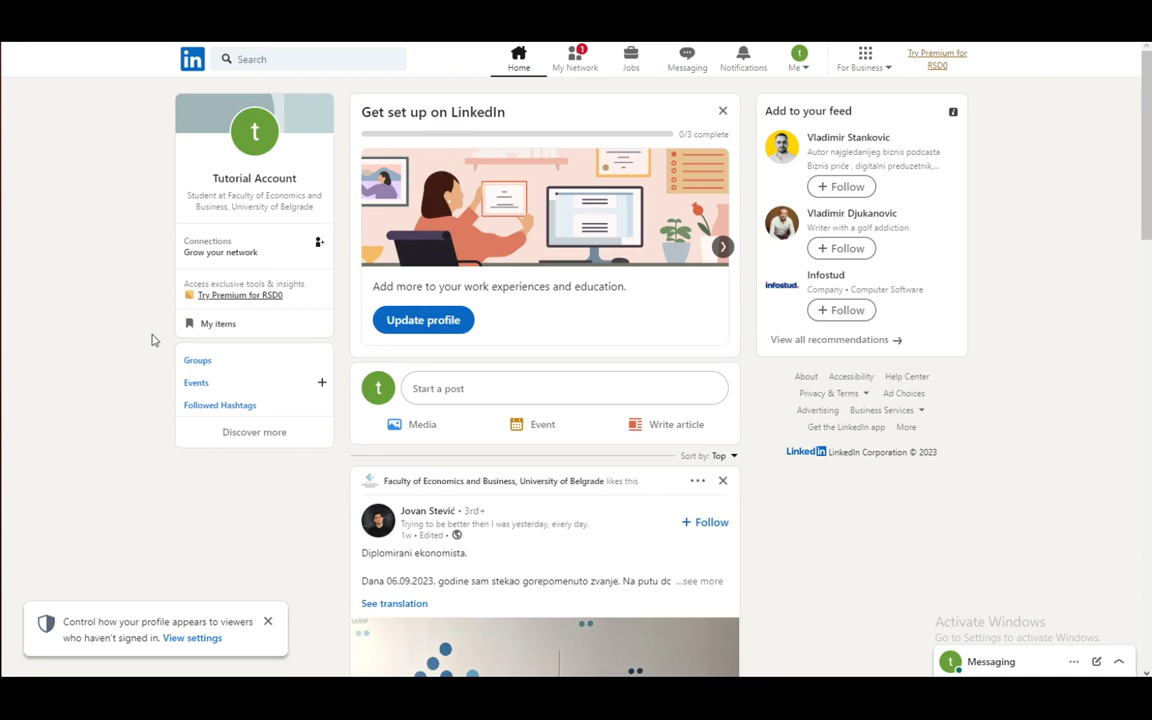 in
Search
Home
1
My Network
Jobs
Messaging
Notifications
t
Me
For Business
Try Premium for
RSD0
t
Tutorial Account
Student at Faculty of Economics and
Business, University of Belgrade
Connections
Grow your network
Access exclusive tools & insights
Try Premium for RSD0
My items
Groups
Events
Followed Hashtags
Discover more
Get set up on LinkedIn
0/3 complete
Add more to your work experiences and education.
Update profile
t
Start a post
Media
Event
Write article
Sort by: Top
Faculty of Economics and Business, University of Belgrade likes this
Jovan Stević • 3rd+
Trying to be better then I was yesterday, every day.
1w • Edited •
+ Follow
Diplomirani ekonomista.
Dana 06.09.2023. godine sam stekao gorepomenuto zvanje. Na putu dc ...see more
See translation
ucker
Add to your feed
Vladimir Stankovic
Autor najgledanijeg biznis podcasta
Biznis priče , digitalni preduzetnik,...
+ Follow
Vladimir Djukanovic
Writer with a golf addiction
+ Follow
infostud.
Infostud
Company • Computer Software
+ Follow
View all recommendations →
About Accessibility Help Center
Privacy & Terms Ad Choices
Advertising Business Services
Get the LinkedIn app More
LinkedIn LinkedIn Corporation © 2023
Control how your profile appears to viewers
who haven't signed in. View settings
Activate Windows
Go to Settings to activate Windows.
t
Messaging